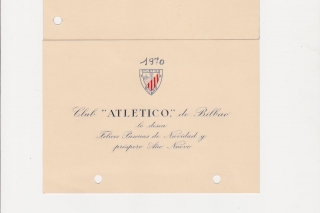 1970
Club "ATLETICO", de Bilbao
le desea
Felices Pascuas de Navidad y
próspero Año Nuevo